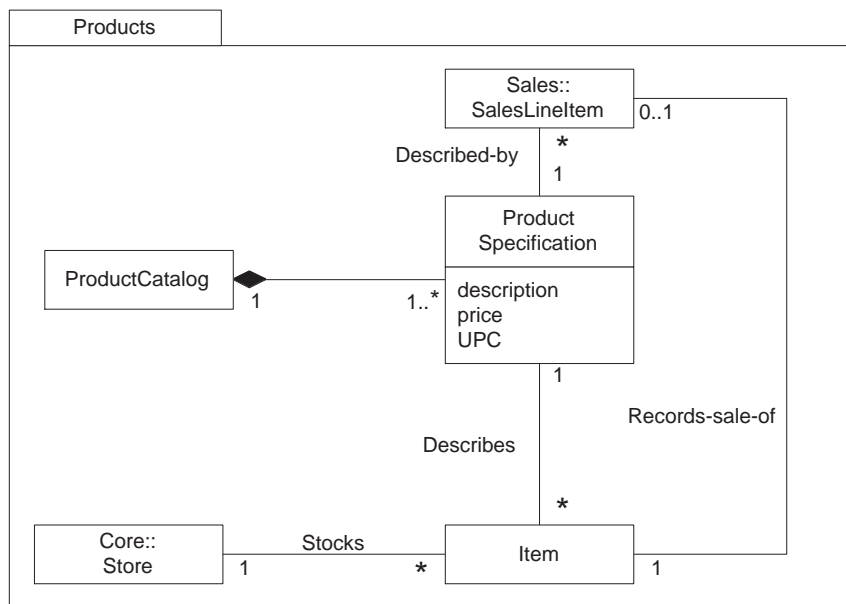 Products
Sales::
SalesLineItem
0..1
*
Described-by
1
Product
Specification
ProductCatalog
1
1..*
description
price
UPC
1
Records-sale-of
Describes
*
Core::
Store
Stocks
1
*
Item
1